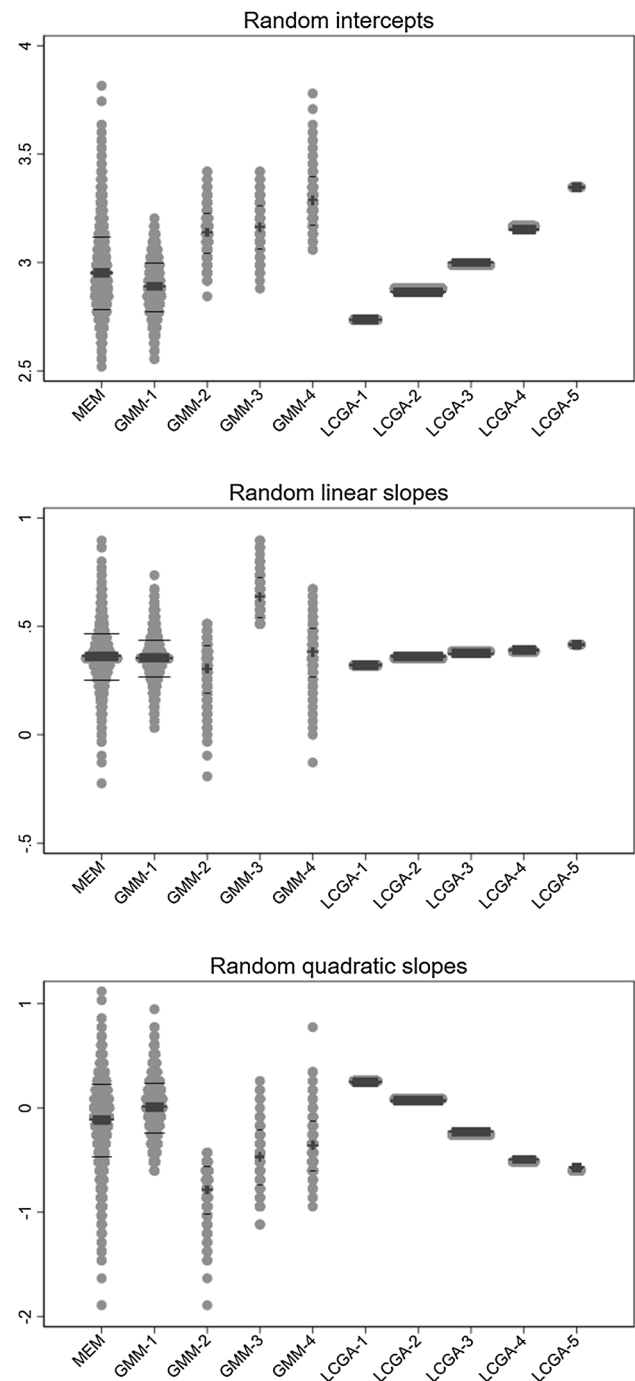 Random intercepts
4
3.5
3
2.5
MEM GMM-1 GMM-2 GMM-3 GMM-4 LCGA-1 LCGA-2 LCGA-3 LCGA-4 LCGA-5
Random linear slopes
1
.5
0
-.5
MEM GMM-1 GMM-2 GMM-3 GMM-4 LCGA-1 LCGA-2 LCGA-3 LCGA-4 LCGA-5
Random quadratic slopes
1
0
-1
-2
MEM GMM-1 GMM-2 GMM-3 GMM-4 LCGA-1 LCGA-2 LCGA-3 LCGA-4 LCGA-5